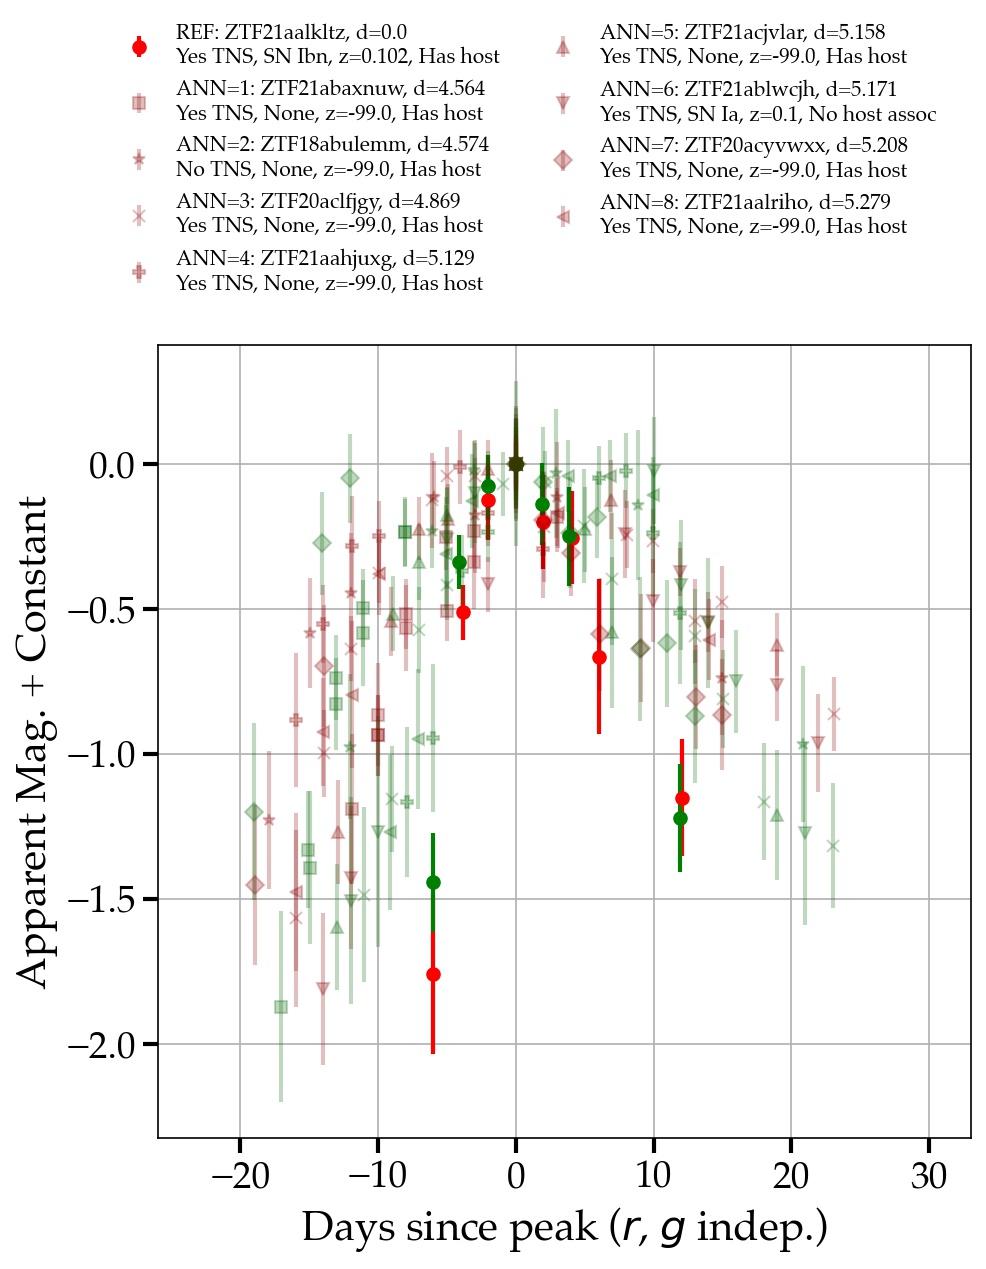 REF: ZTF21aalkltz, d=0.0
Yes TNS, SN Ibn, z=0.102, Has host
ANN=1: ZTF21abaxnuw, d=4.564
Yes TNS, None, z=-99.0, Has host
ANN=2: ZTF18abulemm, d=4.574
No TNS, None, z=-99.0, Has host
ANN=3: ZTF20aclfjgy, d=4.869
Yes TNS, None, z=-99.0, Has host
ANN=4: ZTF21aahjuxg, d=5.129
Yes TNS, None, z=-99.0, Has host
ANN=5: ZTF21acjvlar, d=5.158
Yes TNS, None, z=-99.0, Has host
ANN=6: ZTF21ablwcjh, d=5.171
Yes TNS, SN Ia, z=0.1, No host assoc
ANN=7: ZTF20acyvwxx, d=5.208
Yes TNS, None, z=-99.0, Has host
ANN=8: ZTF21aalriho, d=5.279
Yes TNS, None, z=-99.0, Has host
Apparent Mag. + Constant
0.0
−0.5
−1.0
−1.5
−2.0
−20
−10
0
10
20
30
Days since peak (r, g indep.)